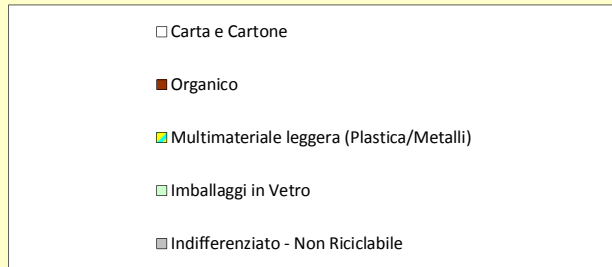 Carta e Cartone
Organico
Multimateriale leggera (Plastica/Metalli)
Imballaggi in Vetro
Indifferenziato - Non Riciclabile